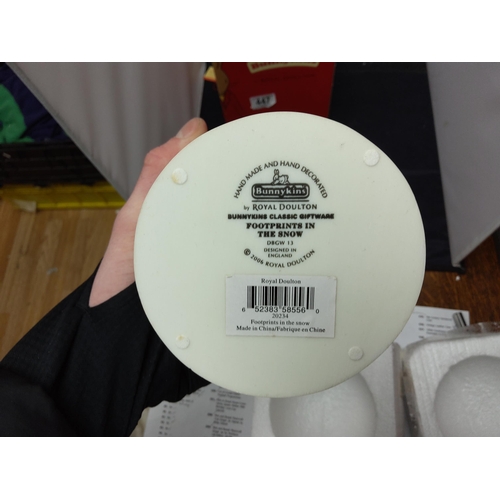 447
HAND MADE AND HAND DECORATED
Bunnykins
by ROYAL DOULTON
BUNNYKINS CLASSIC GIFTWARE
FOOTPRINTS IN
THE SNOW
DBGW 13
DESIGNED IN
ENGLAND
© 2006 ROYAL DOULTON
Royal Doulton
6 52383 58556 0
20234
Footprints in the snow
Made in China/Fabriqué en Chine